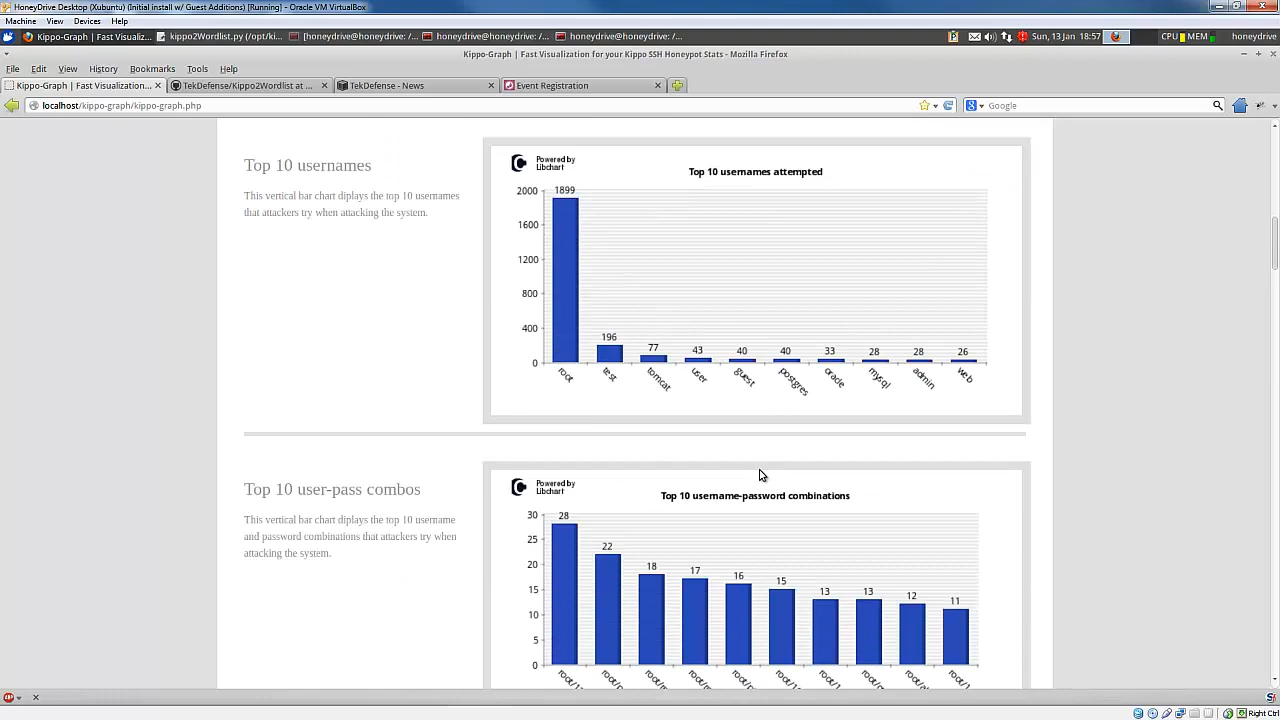 HoneyDrive Desktop (Xubuntu) (Initial install w/ Guest Additions) [Running] - Oracle VM VirtualBox
Machine View Devices Help
Kippo-Graph | Fast Visualiz... kippo2Wordlist.py (/opt/ki... [honeydrive@honeydrive: /... honeydrive@honeydrive: /... honeydrive@honeydrive: /... Sun, 13 Jan 18:57 CPU MEM honeydrive
Kippo-Graph | Fast Visualization for your Kippo SSH Honeypot Stats - Mozilla Firefox
File Edit View History Bookmarks Tools Help
Kippo-Graph | Fast Visualization... TekDefense/Kippo2Wordlist at ... TekDefense - News Event Registration
localhost/kippo-graph/kippo-graph.php Google
Top 10 usernames
This vertical bar chart diplays the top 10 usernames
that attackers try when attacking the system.
Powered by
Libchart
Top 10 usernames attempted
2000
1600
1200
800
400
0
1899 196 77 43 40 40 33 28 28 26
root test tomcat user guest postgres oracle mysql admin web
Top 10 user-pass combos
This vertical bar chart diplays the top 10 username
and password combinations that attackers try when
attacking the system.
Powered by
Libchart
Top 10 username-password combinations
30
25
20
15
10
5
0
28 22 18 17 16 15 13 13 12 11
Right Ctrl